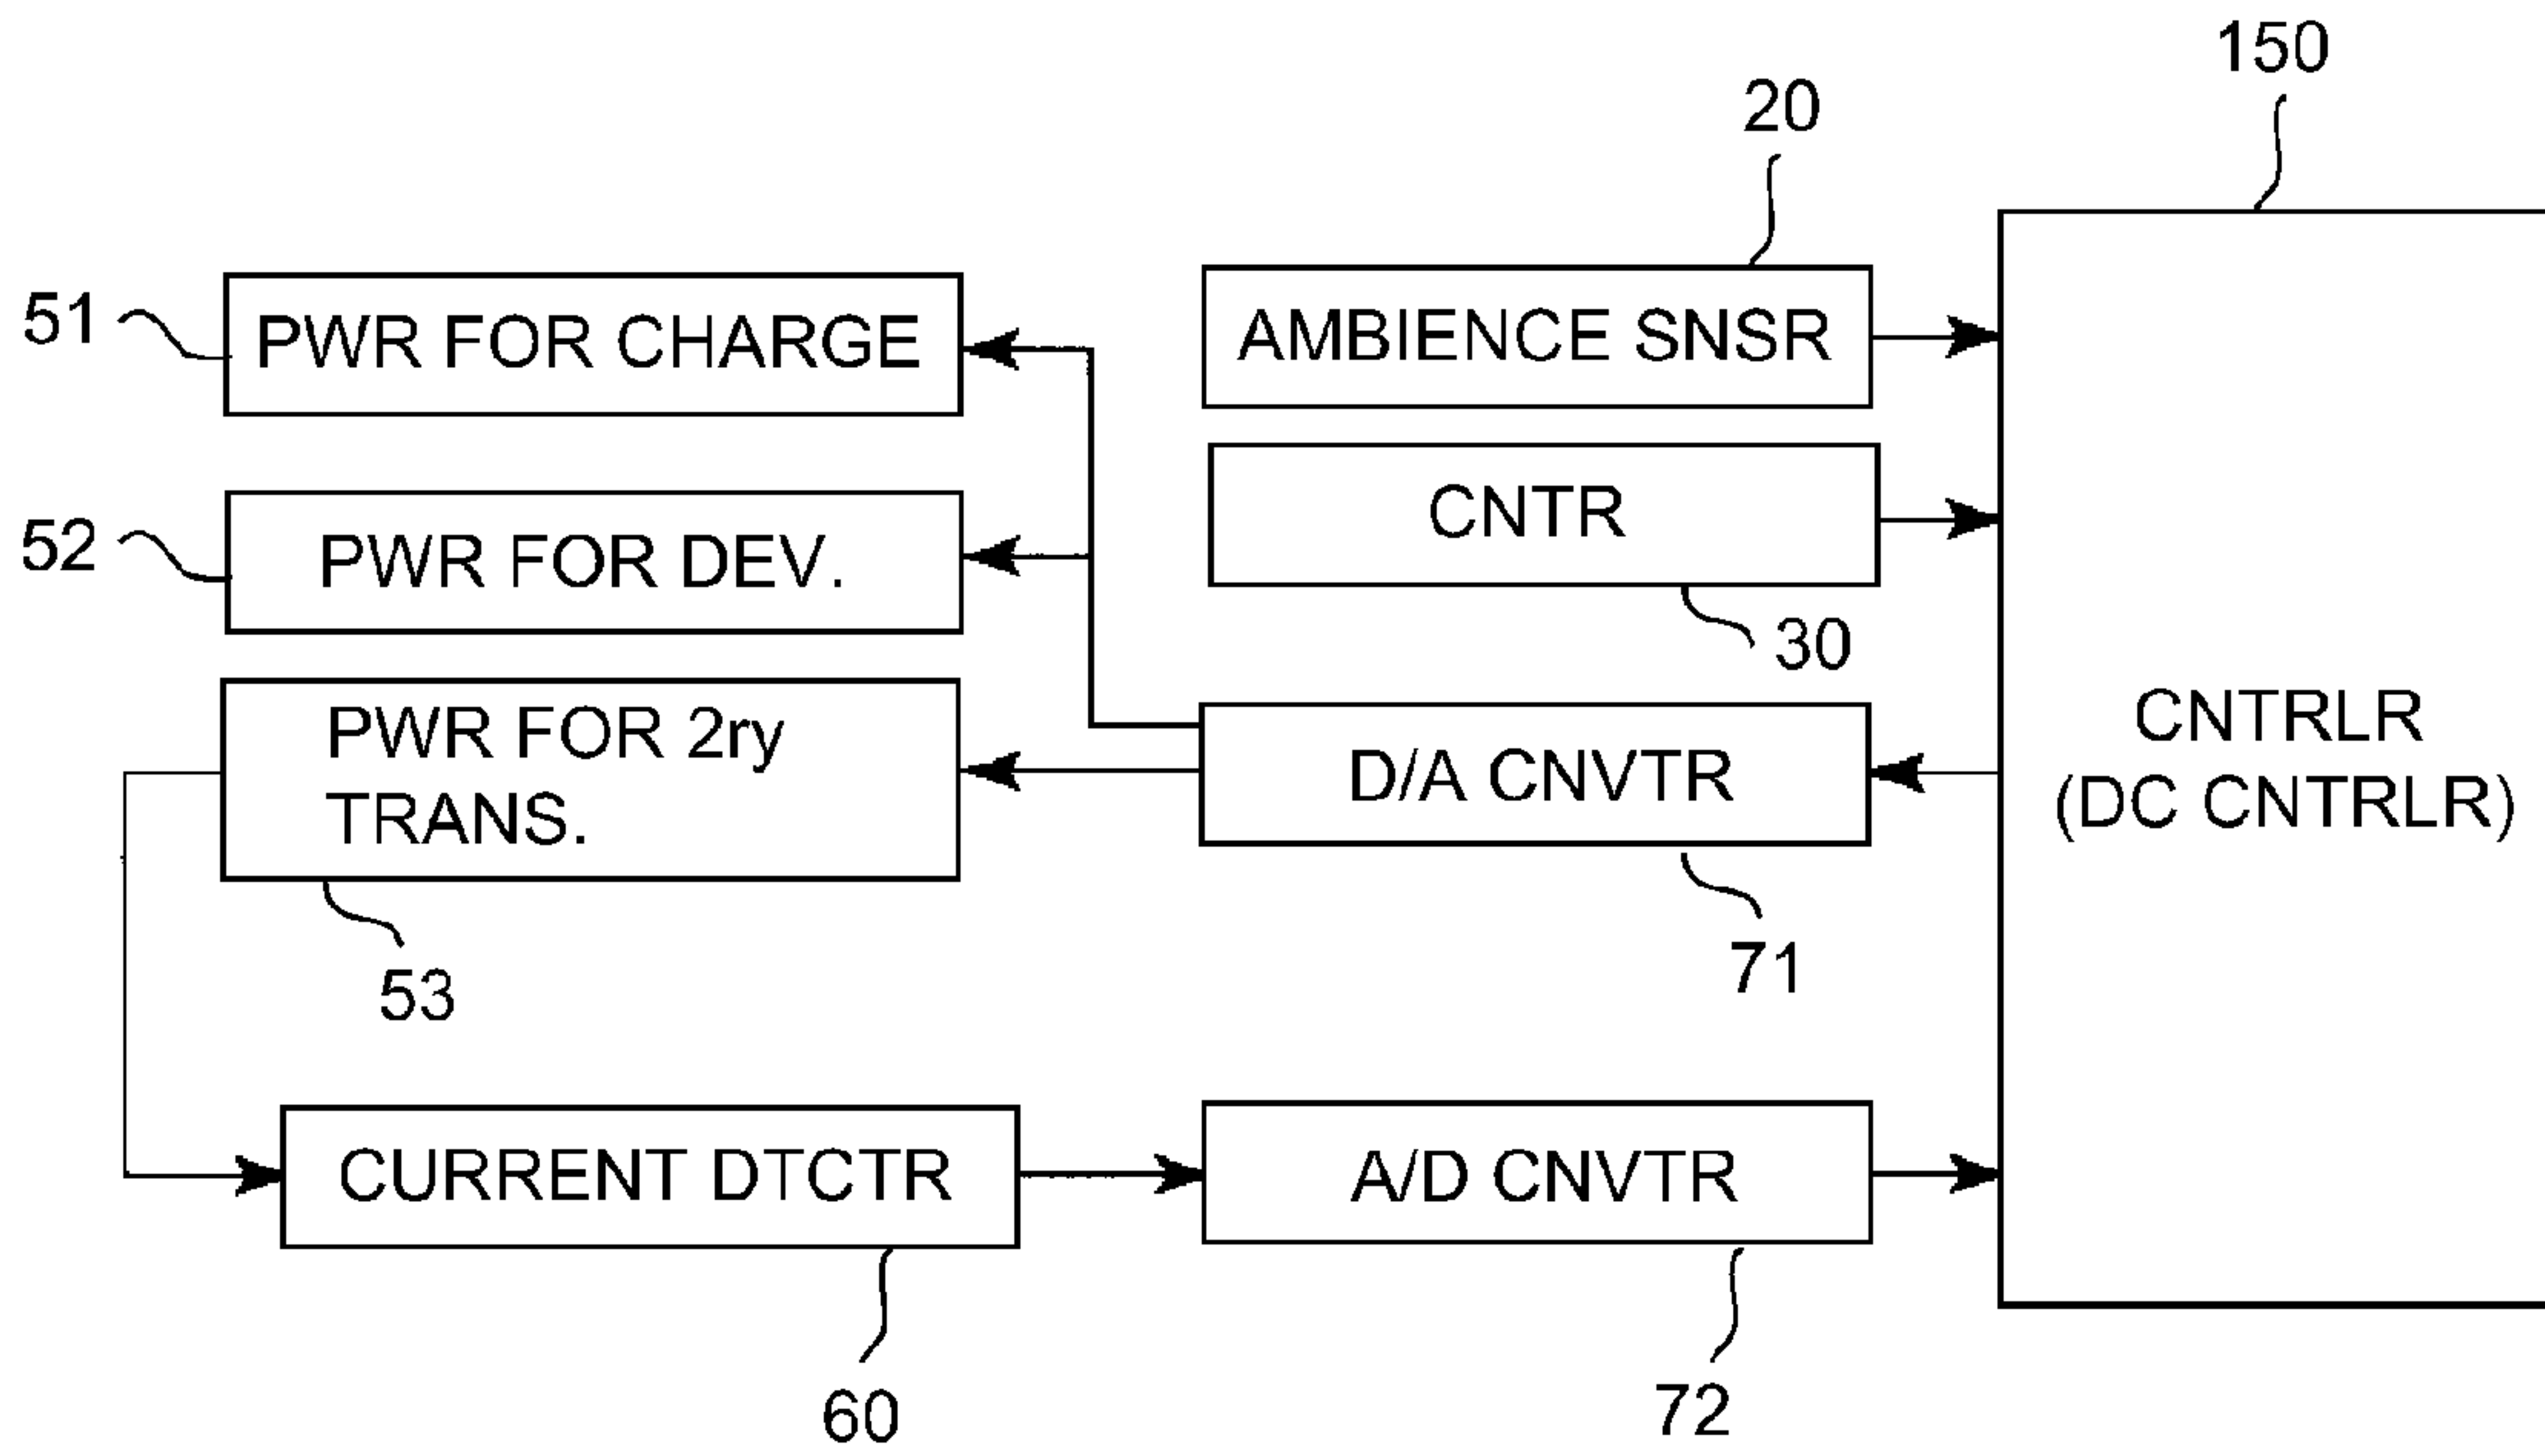 150
20
51
PWR FOR CHARGE
AMBIENCE SNSR
52
PWR FOR DEV.
CNTR
30
PWR FOR 2ry
TRANS.
D/A CNVTR
CNTRLR
(DC CNTRLR)
53
71
CURRENT DTCTR
A/D CNVTR
60
72